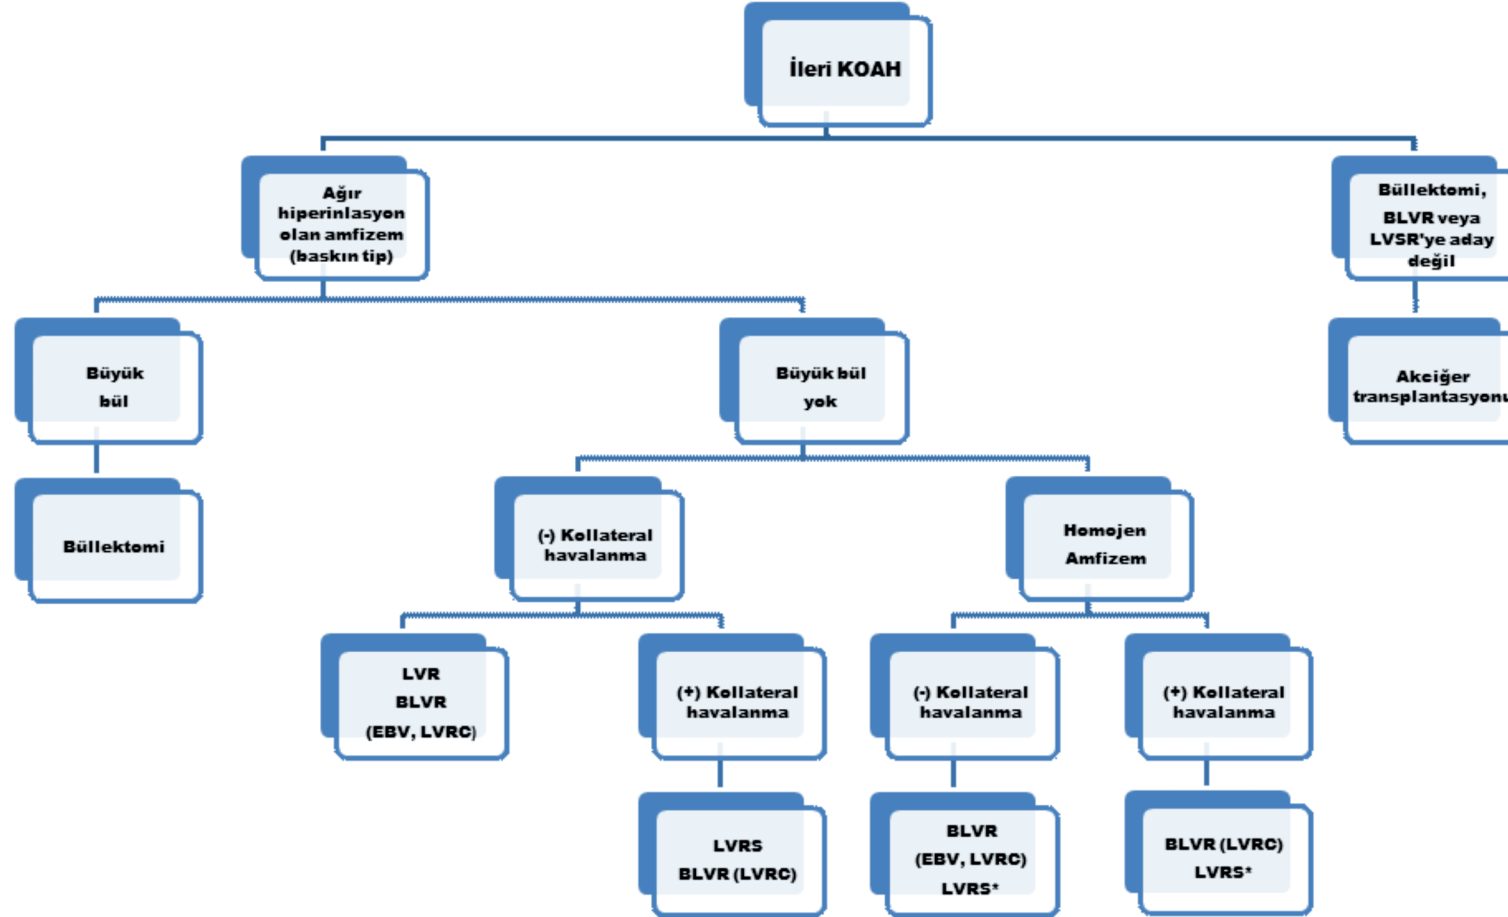 İleri KOAH
Ağır
hiperinlasyon
olan amfizem
(baskın tip)
Büllektomi,
BLVR veya
LVSR'ye aday
değil
Büyük
bül
Büyük bül
yok
Akciğer
transplantasyonu
Büllektomi
(-) Kollateral
havalanma
Homojen
Amfizem
LVR
BLVR
(EBV, LVRC)
(+) Kollateral
havalanma
(-) Kollateral
havalanma
(+) Kollateral
havalanma
LVRS
BLVR (LVRC)
BLVR
(EBV, LVRC)
LVRS*
BLVR (LVRC)
LVRS*